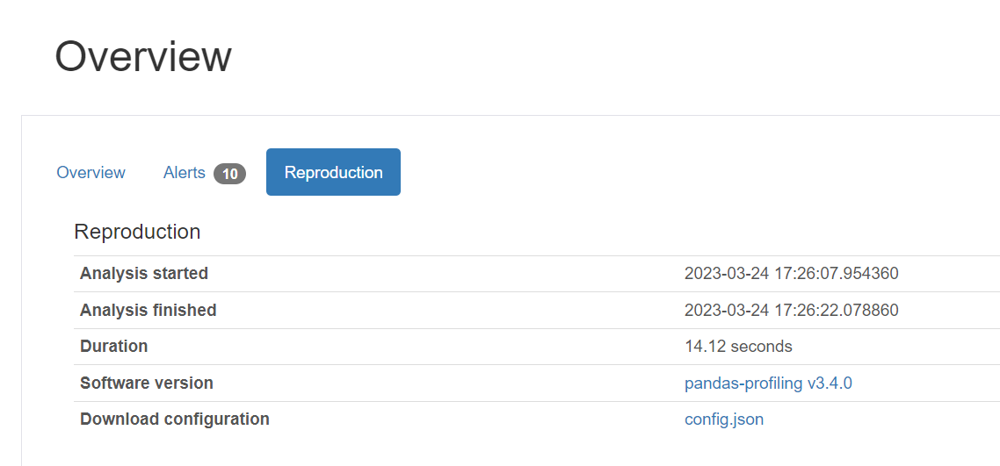 Overview
Overview Alerts 10 Reproduction
Reproduction
Analysis started 2023-03-24 17:26:07.954360
Analysis finished 2023-03-24 17:26:22.078860
Duration 14.12 seconds
Software version pandas-profiling v3.4.0
Download configuration config.json